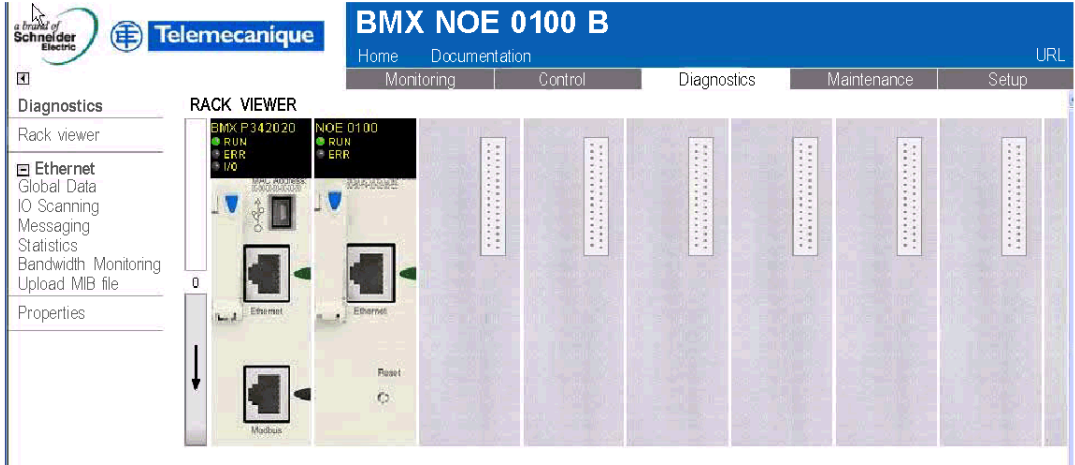 a brand of
Schneider
Electric
Telemecanique
BMX NOE 0100 B
Home Documentation URL
Monitoring Control Diagnostics Maintenance Setup
Diagnostics
Rack viewer
Ethernet
Global Data
IO Scanning
Messaging
Statistics
Bandwidth Monitoring
Upload MIB file
Properties
RACK VIEWER
0
BMX P342020
RUN
ERR
I/O
MAC Address:
Ethernet
Modbus
NOE 0100
RUN
ERR
Ethernet
Reset